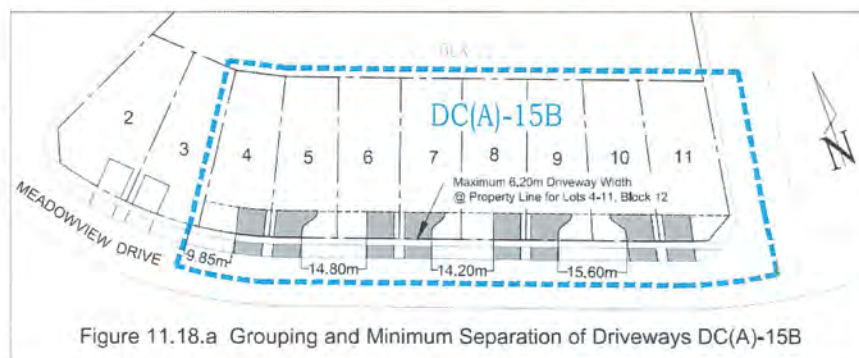 DC(A)-15B
2
3
4
5
6
7
8
9
10
11
N
Maximum 6.20m Driveway Width
@ Property Line for Lots 4-11, Block 12
MEADOWVIEW DRIVE
9.85m
14.80m
14.20m
15.60m
Figure 11.18.a Grouping and Minimum Separation of Driveways DC(A)-15B